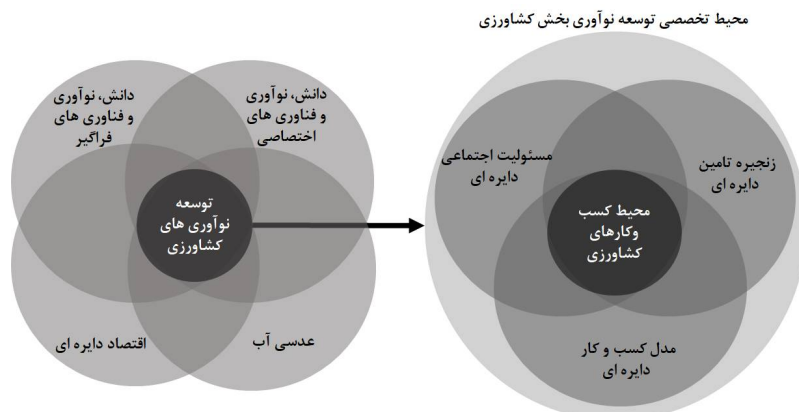 محیط تخصصی توسعه نوآوری بخش کشاورزی
دانش، نوآوری
و فناوری های
اختصاصی
دانش، نوآوری
و فناوری های
فراگیر
توسعه
نوآوری های
کشاورزی
عدسی آب
اقتصاد دایره ای
زنجیره تامین
دایره ای
مسئولیت اجتماعی
دایره ای
محیط کسب
وکارهای
کشاورزی
مدل کسب و کار
دایره ای